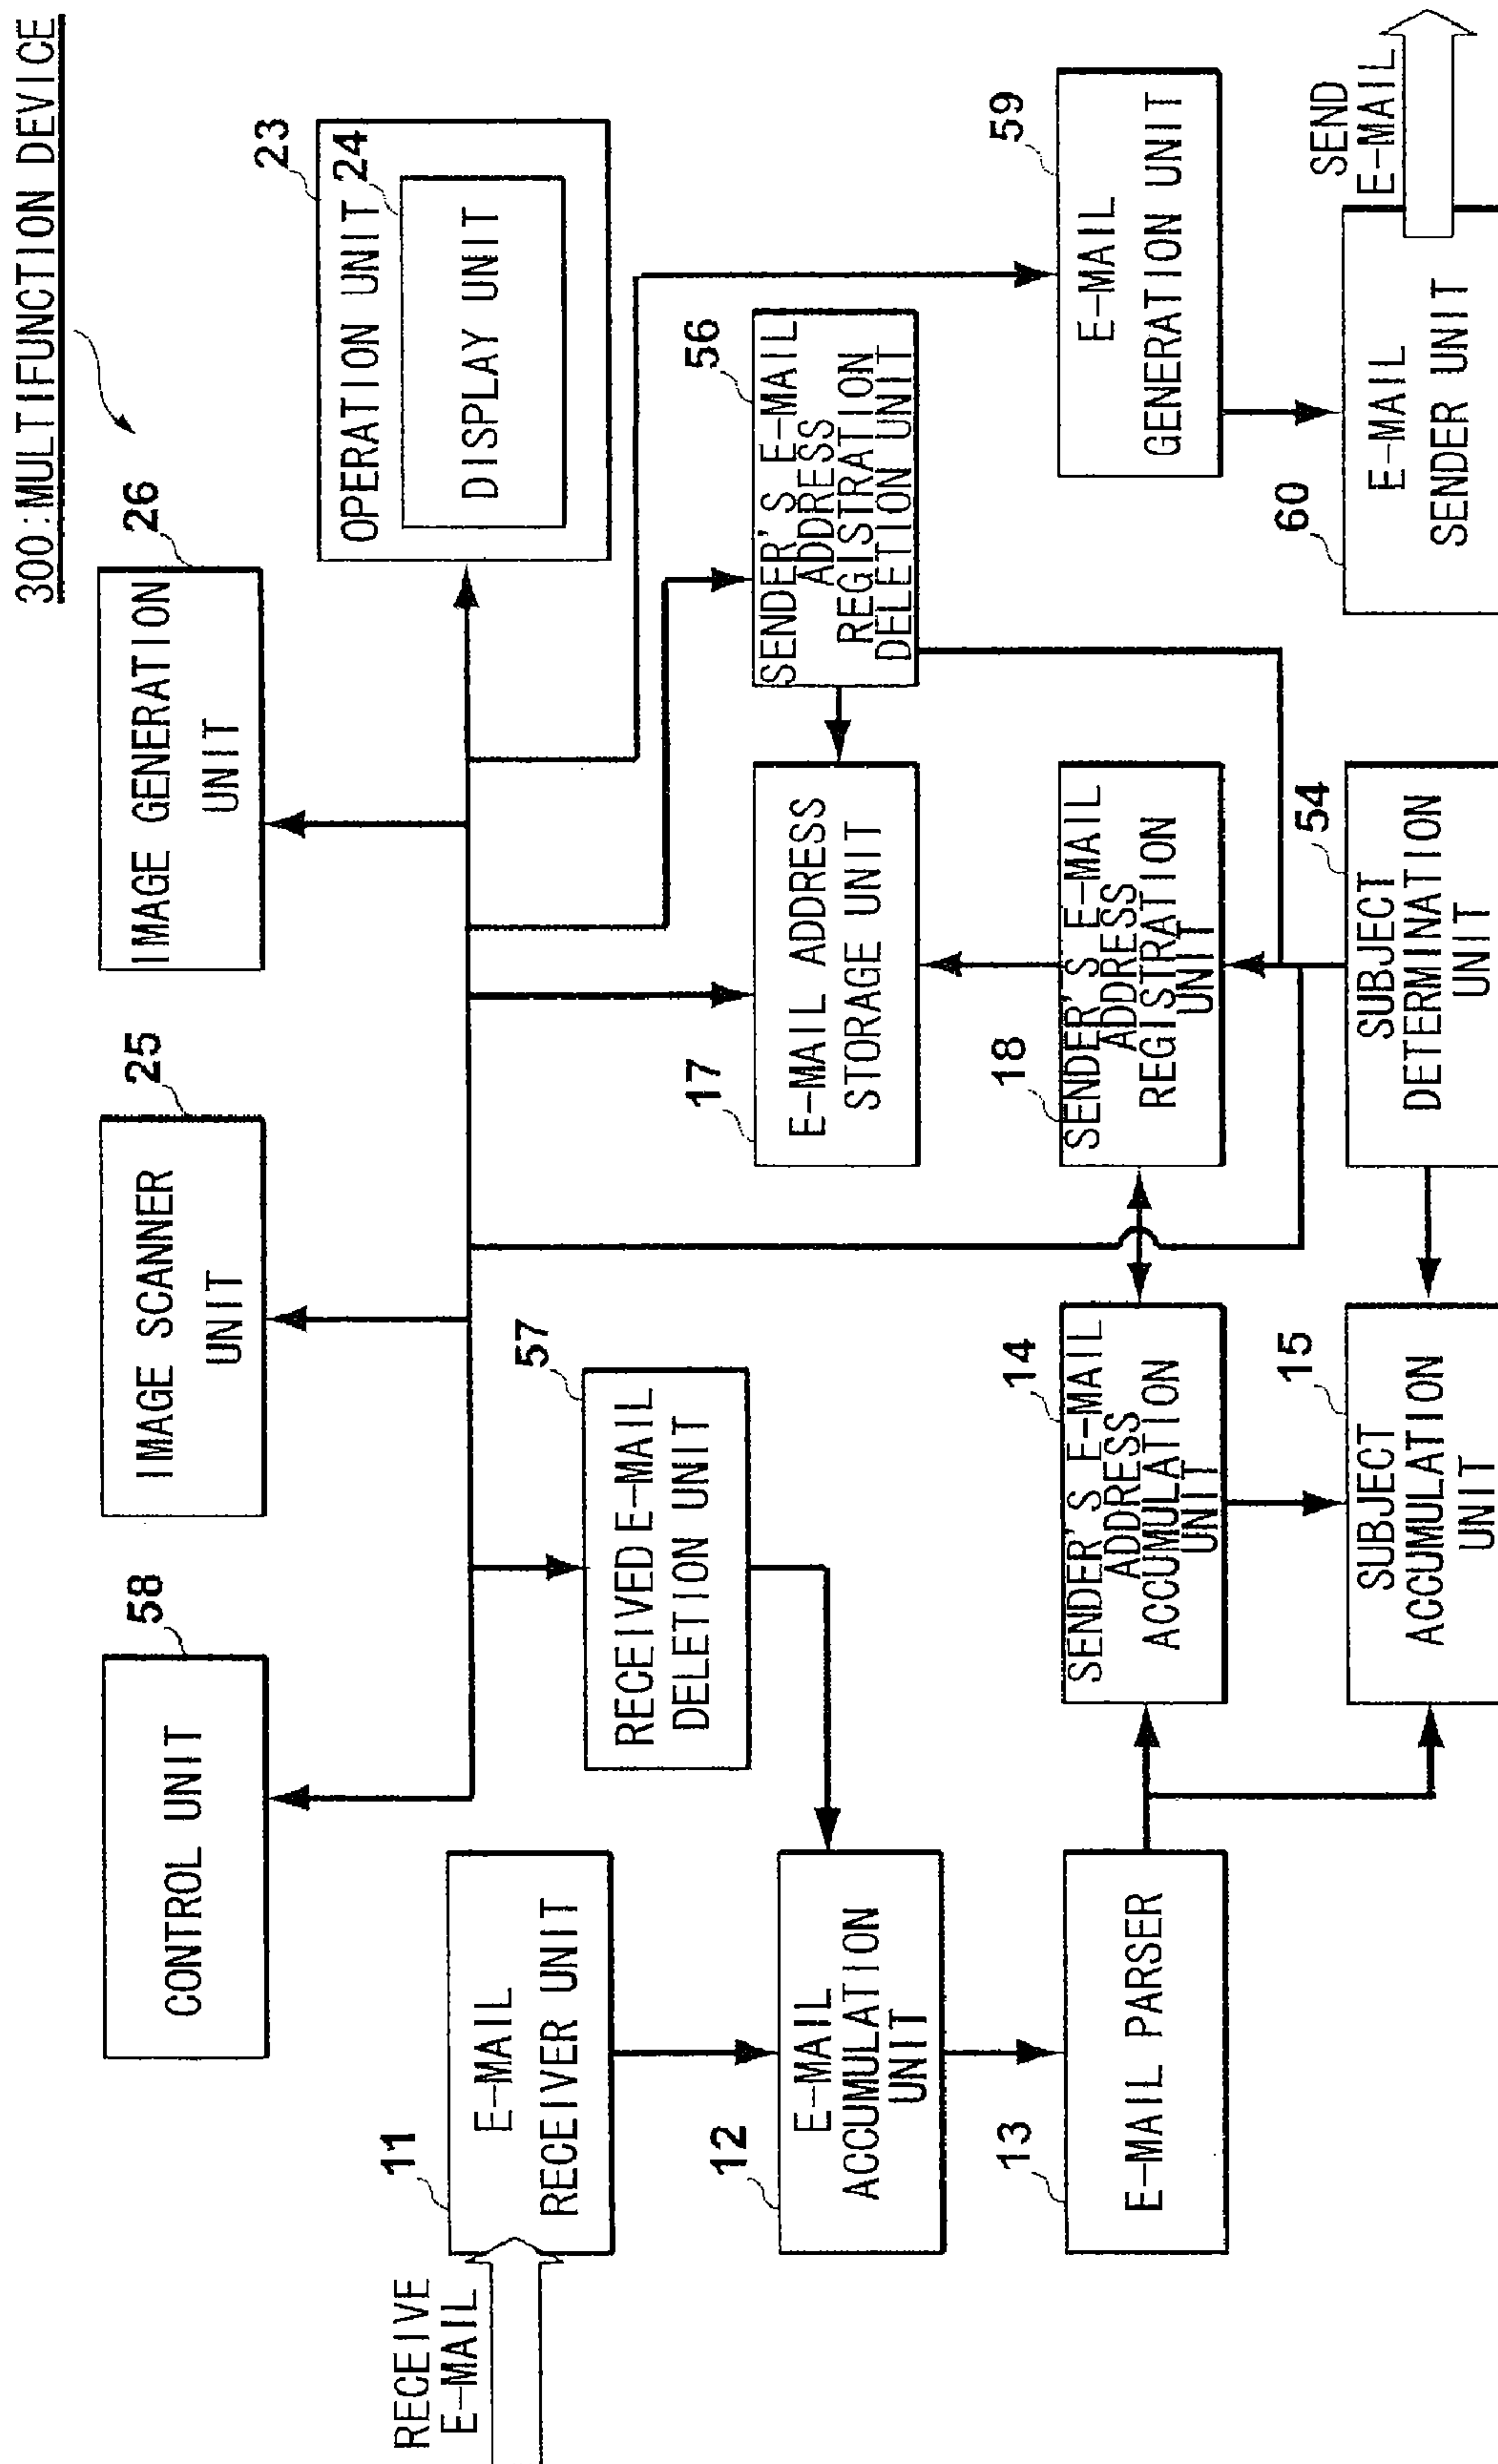 300:MULTIFUNCTION DEVICE
58
CONTROL UNIT
25
IMAGE SCANNER
UNIT
26
IMAGE GENERATION
UNIT
23
OPERATION UNIT
24
DISPLAY UNIT
RECEIVE
E-MAIL
11
E-MAIL
RECEIVER UNIT
57
RECEIVED E-MAIL
DELETION UNIT
12
E-MAIL
ACCUMULATION
UNIT
17
E-MAIL ADDRESS
STORAGE UNIT
56
SENDER'S E-MAIL
ADDRESS
REGISTRATION
DELETION UNIT
13
E-MAIL PARSER
14
SENDER'S E-MAIL
ADDRESS
ACCUMULATION
UNIT
18
SENDER'S E-MAIL
ADDRESS
REGISTRATION
UNIT
59
E-MAIL
GENERATION UNIT
15
SUBJECT
ACCUMULATION
UNIT
54
SUBJECT
DETERMINATION
UNIT
60
E-MAIL
SENDER UNIT
SEND
E-MAIL